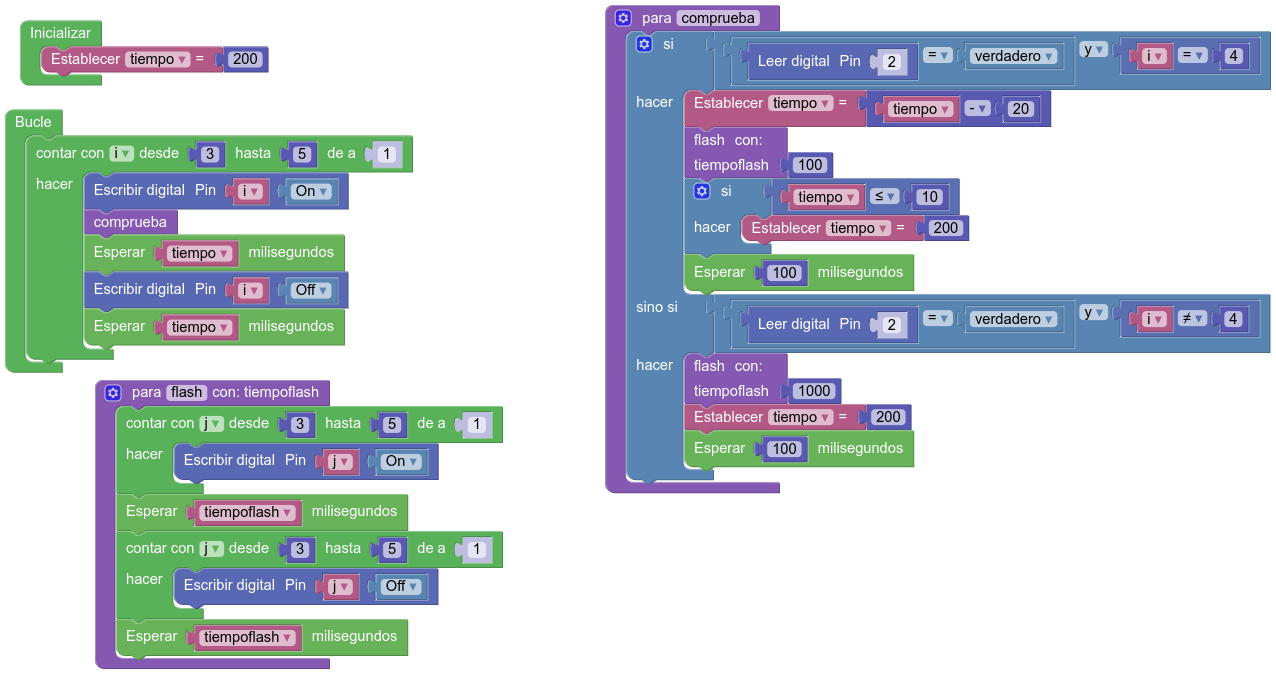 Inicializar
Establecer tiempo = 200
Bucle
contar con i desde 3 hasta 5 de a 1
hacer
Escribir digital Pin i On
comprueba
Esperar tiempo milisegundos
Escribir digital Pin i Off
Esperar tiempo milisegundos
para flash con: tiempoflash
contar con j desde 3 hasta 5 de a 1
hacer
Escribir digital Pin j On
Esperar tiempoflash milisegundos
contar con j desde 3 hasta 5 de a 1
hacer
Escribir digital Pin j Off
Esperar tiempoflash milisegundos
para comprueba
si Leer digital Pin 2 = verdadero y i = 4
hacer Establecer tiempo = tiempo - 20
flash con:
tiempoflash 100
si tiempo ≤ 10
hacer Establecer tiempo = 200
Esperar 100 milisegundos
sino si Leer digital Pin 2 = verdadero y i ≠ 4
hacer flash con:
tiempoflash 1000
Establecer tiempo = 200
Esperar 100 milisegundos